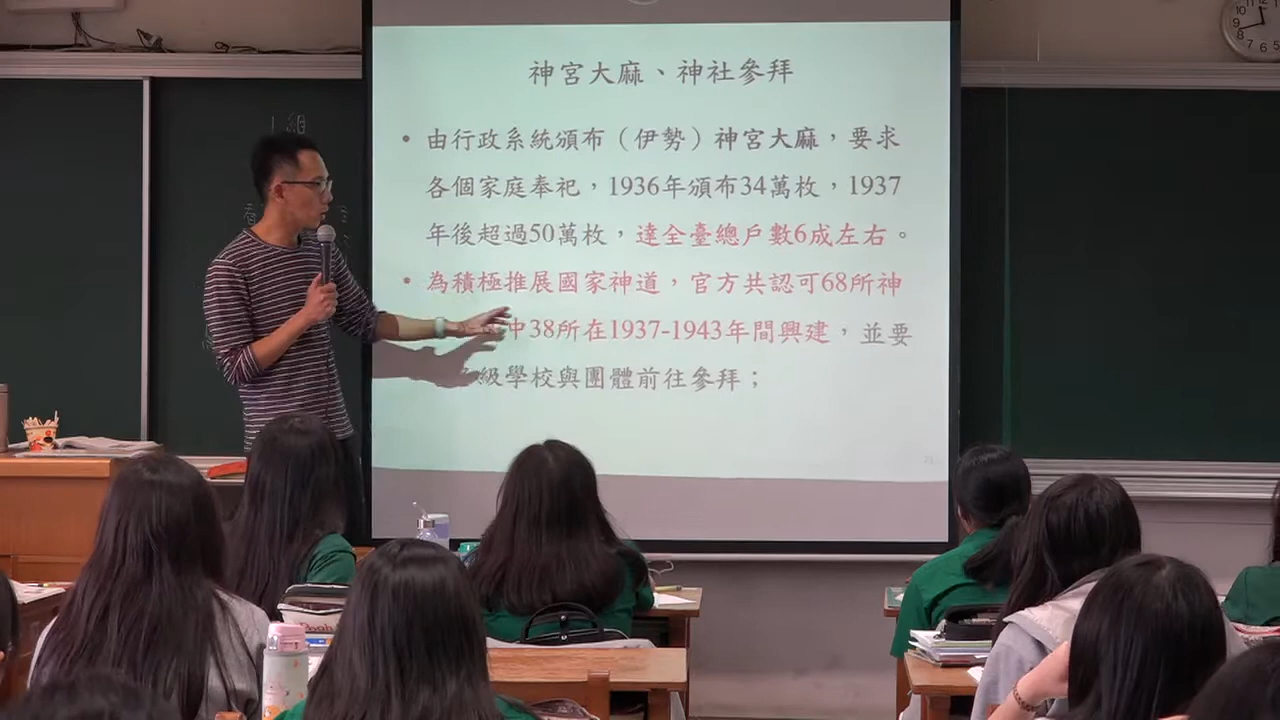 神宮大麻、神社參拜
• 由行政系統頒布（伊勢）神宮大麻，要求
各個家庭奉祀，1936年頒布34萬枚，1937
年後超過50萬枚，達全臺總戶數6成左右。
• 為積極推展國家神道，官方共認可68所神
中38所在1937-1943年間興建，並要
級學校與團體前往參拜；
1組
Pooh